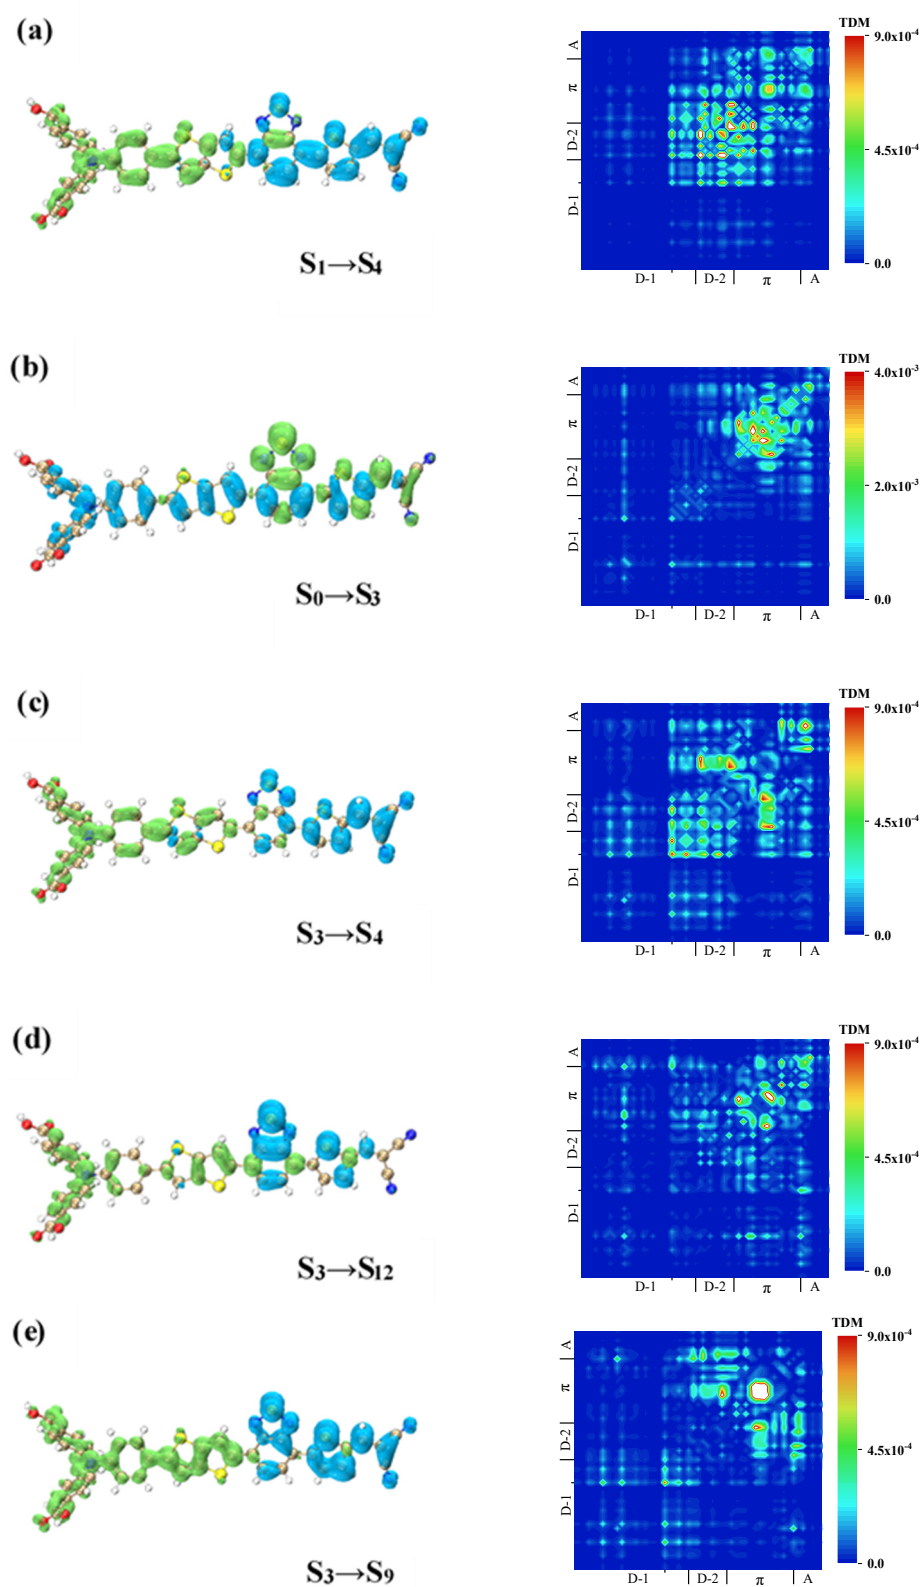 (a)
S₁→S₄
TDM
9.0x10⁻⁴
4.5x10⁻⁴
0.0
A
π
D-2
D-1
D-1 D-2 π A
(b)
S₀→S₃
TDM
4.0x10⁻³
2.0x10⁻³
0.0
A
π
D-2
D-1
D-1 D-2 π A
(c)
S₃→S₄
TDM
9.0x10⁻⁴
4.5x10⁻⁴
0.0
A
π
D-2
D-1
D-1 D-2 π A
(d)
S₃→S₁₂
TDM
9.0x10⁻⁴
4.5x10⁻⁴
0.0
A
π
D-2
D-1
D-1 D-2 π A
(e)
S₃→S₉
TDM
9.0x10⁻⁴
4.5x10⁻⁴
0.0
A
π
D-2
D-1
D-1 D-2 π A